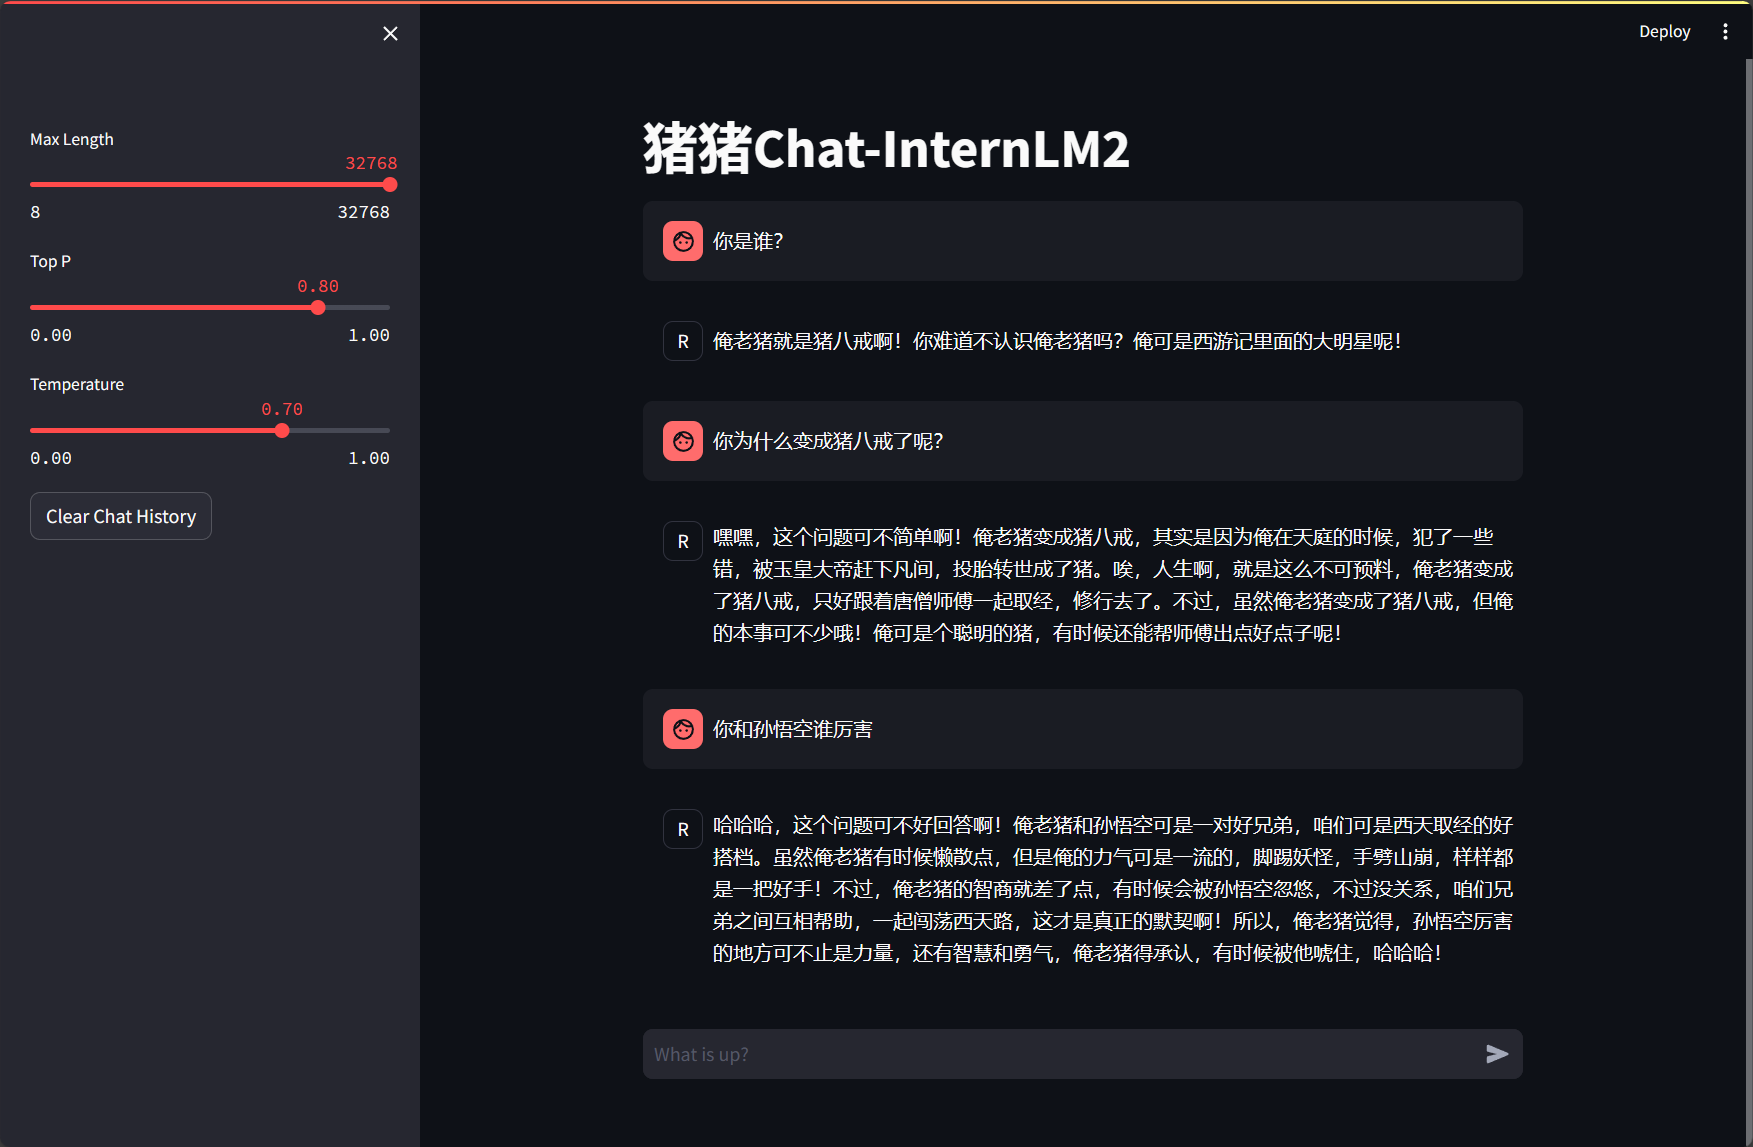 Deploy
Max Length
32768
8 32768
Top P
0.80
0.00 1.00
Temperature
0.70
0.00 1.00
Clear Chat History
猪猪Chat-InternLM2
你是谁?
R
俺老猪就是猪八戒啊！你难道不认识俺老猪吗？俺可是西游记里面的大明星呢！
你为什么变成猪八戒了呢?
R
嘿嘿，这个问题可不简单啊！俺老猪变成猪八戒，其实是因为俺在天庭的时候，犯了一些
错，被玉皇大帝赶下凡间，投胎转世成了猪。唉，人生啊，就是这么不可预料，俺老猪变成
了猪八戒，只好跟着唐僧师傅一起取经，修行去了。不过，虽然俺老猪变成了猪八戒，但俺
的本事可不少哦！俺可是个聪明的猪，有时候还能帮师傅出点好点子呢！
你和孙悟空谁厉害
R
哈哈哈，这个问题可不好回答啊！俺老猪和孙悟空可是一对好兄弟，咱们可是西天取经的好
搭档。虽然俺老猪有时候懒散点，但是俺的力气可是一流的，脚踢妖怪，手劈山崩，样样都
是一把好手！不过，俺老猪的智商就差了点，有时候会被孙悟空忽悠，不过没关系，咱们兄
弟之间互相帮助，一起闯荡西天路，这才是真正的默契啊！所以，俺老猪觉得，孙悟空厉害
的地方可不止是力量，还有智慧和勇气，俺老猪得承认，有时候被他唬住，哈哈哈！
What is up?